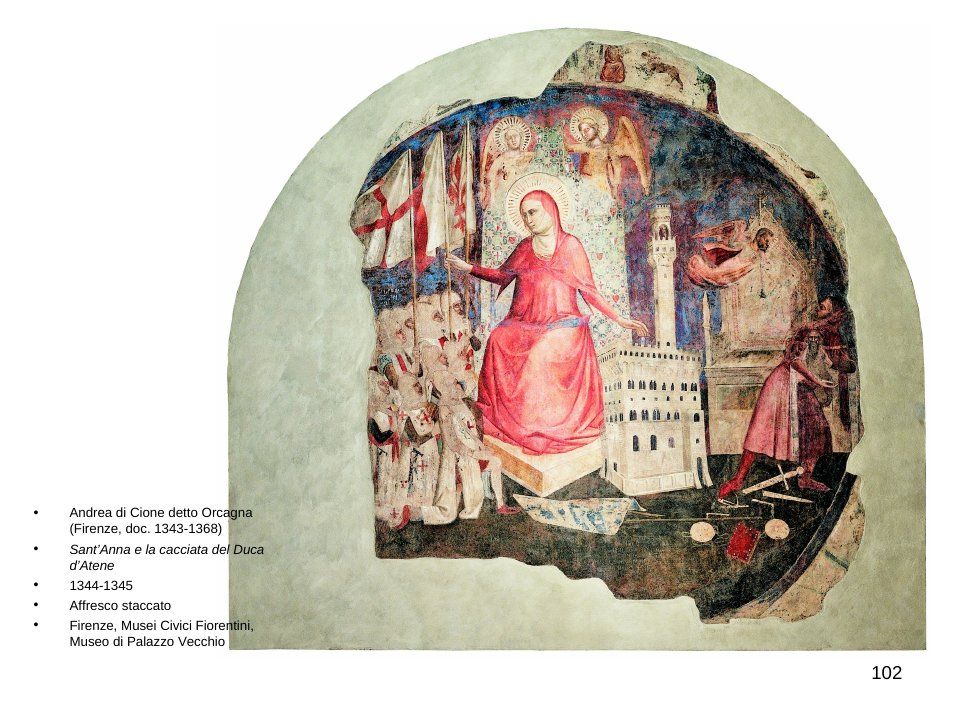 • Andrea di Cione detto Orcagna
(Firenze, doc. 1343-1368)
• Sant'Anna e la cacciata del Duca
d'Atene
• 1344-1345
• Affresco staccato
• Firenze, Musei Civici Fiorentini,
Museo di Palazzo Vecchio
102